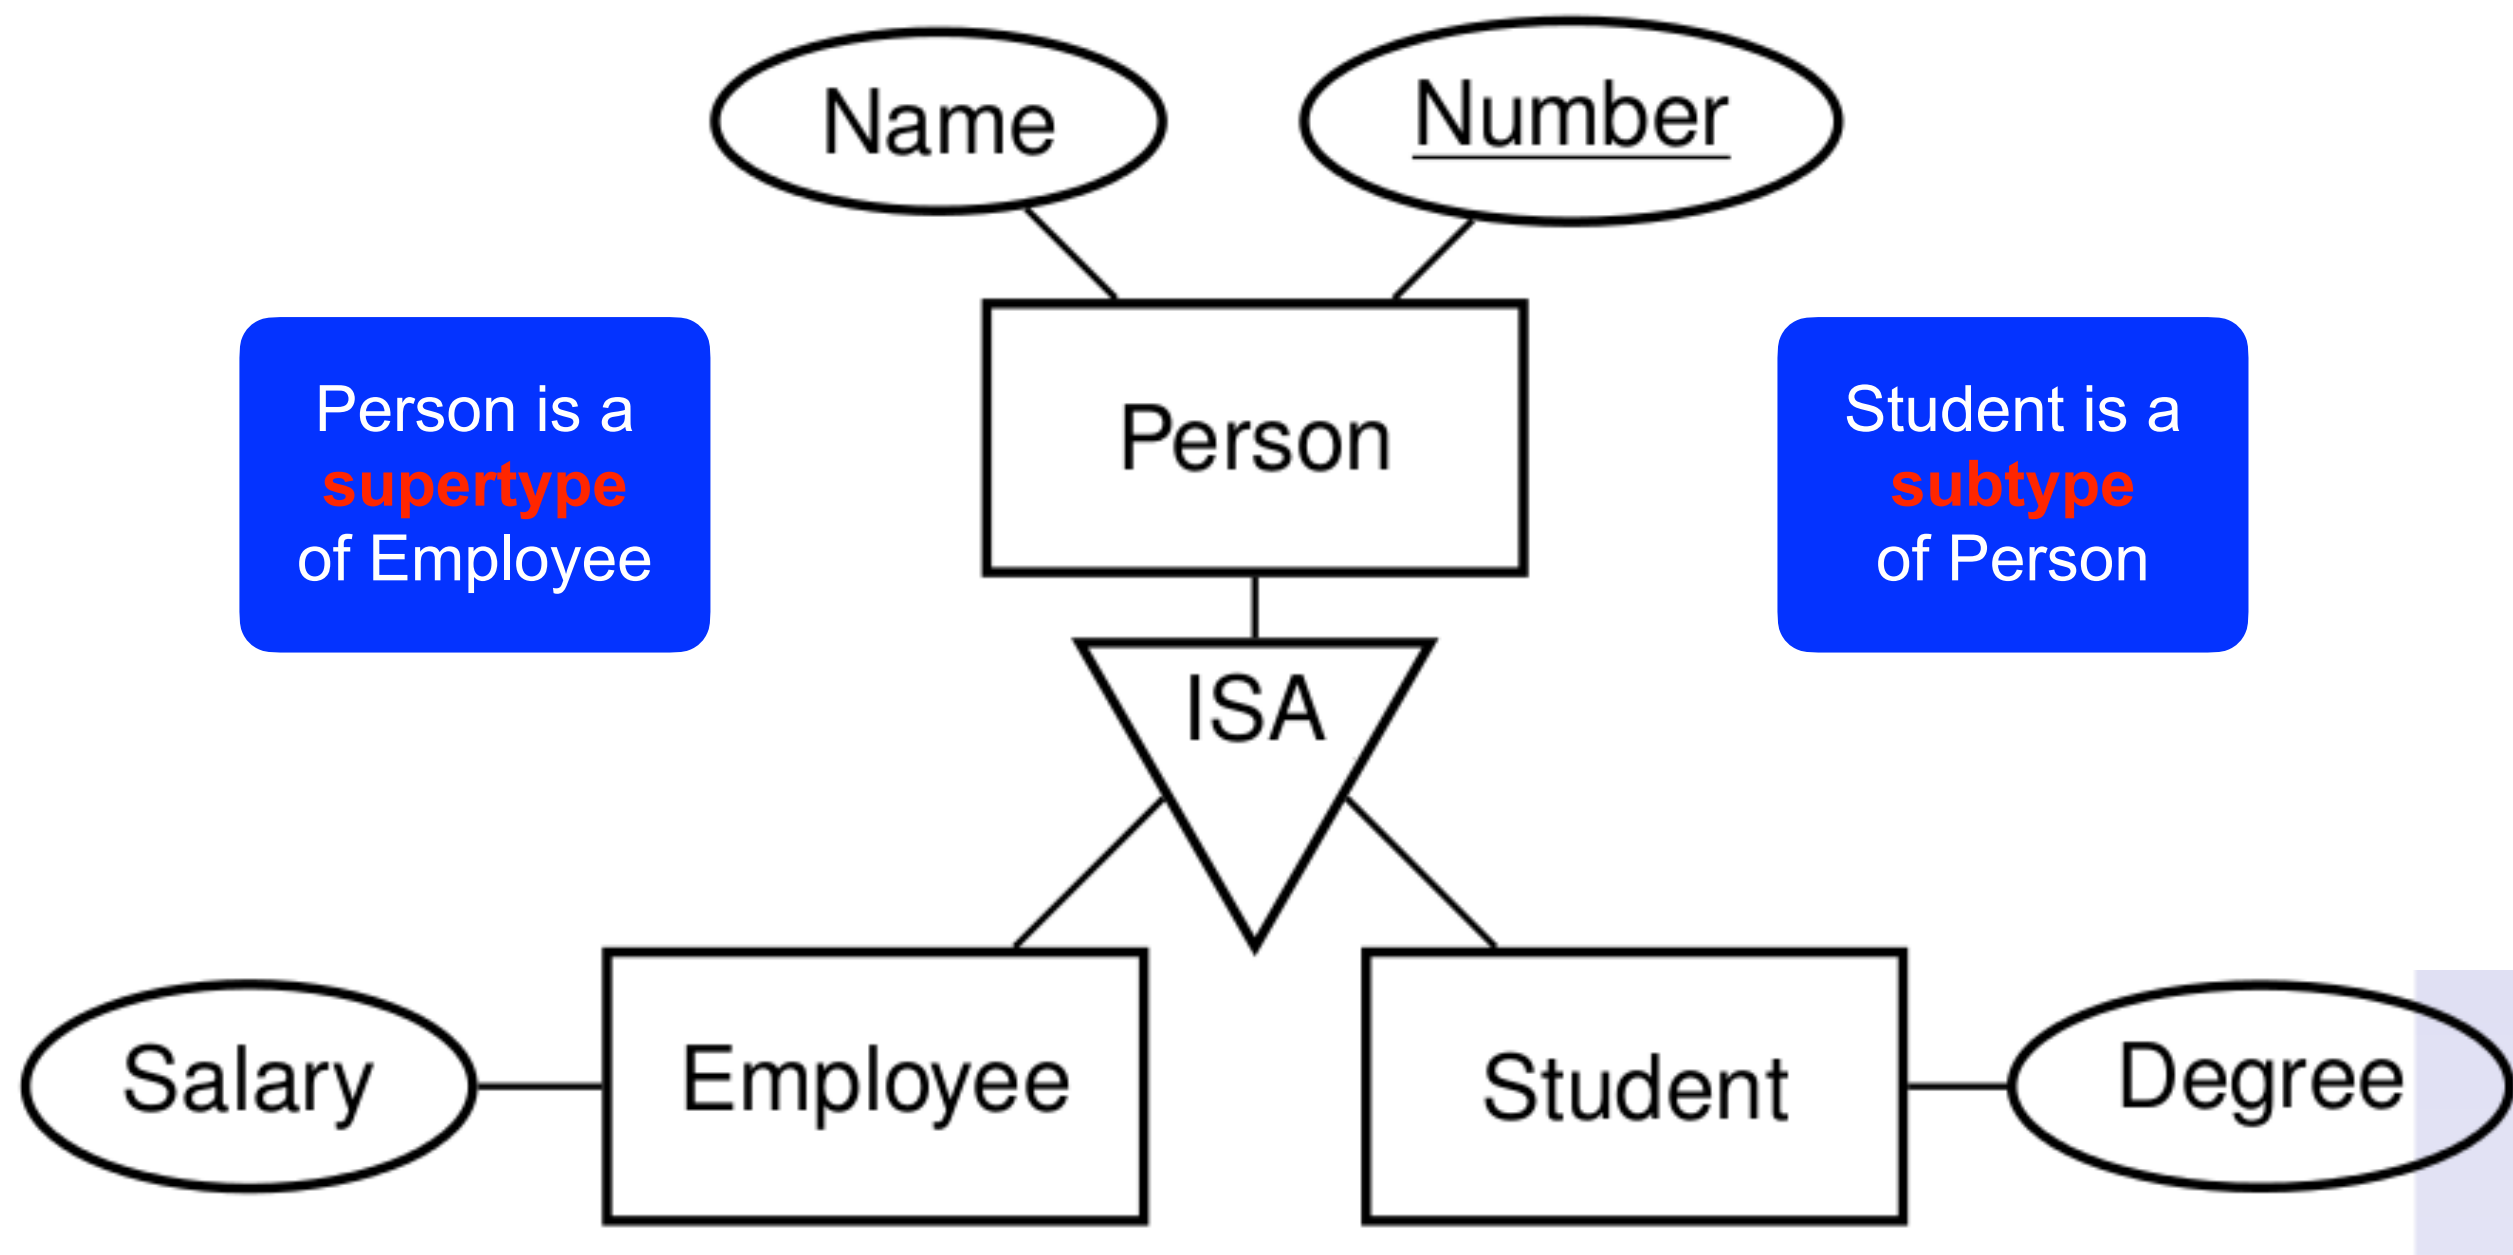 Name
Number
Person is a
supertype
of Employee
Person
Student is a
subtype
of Person
ISA
Salary
Employee
Student
Degree